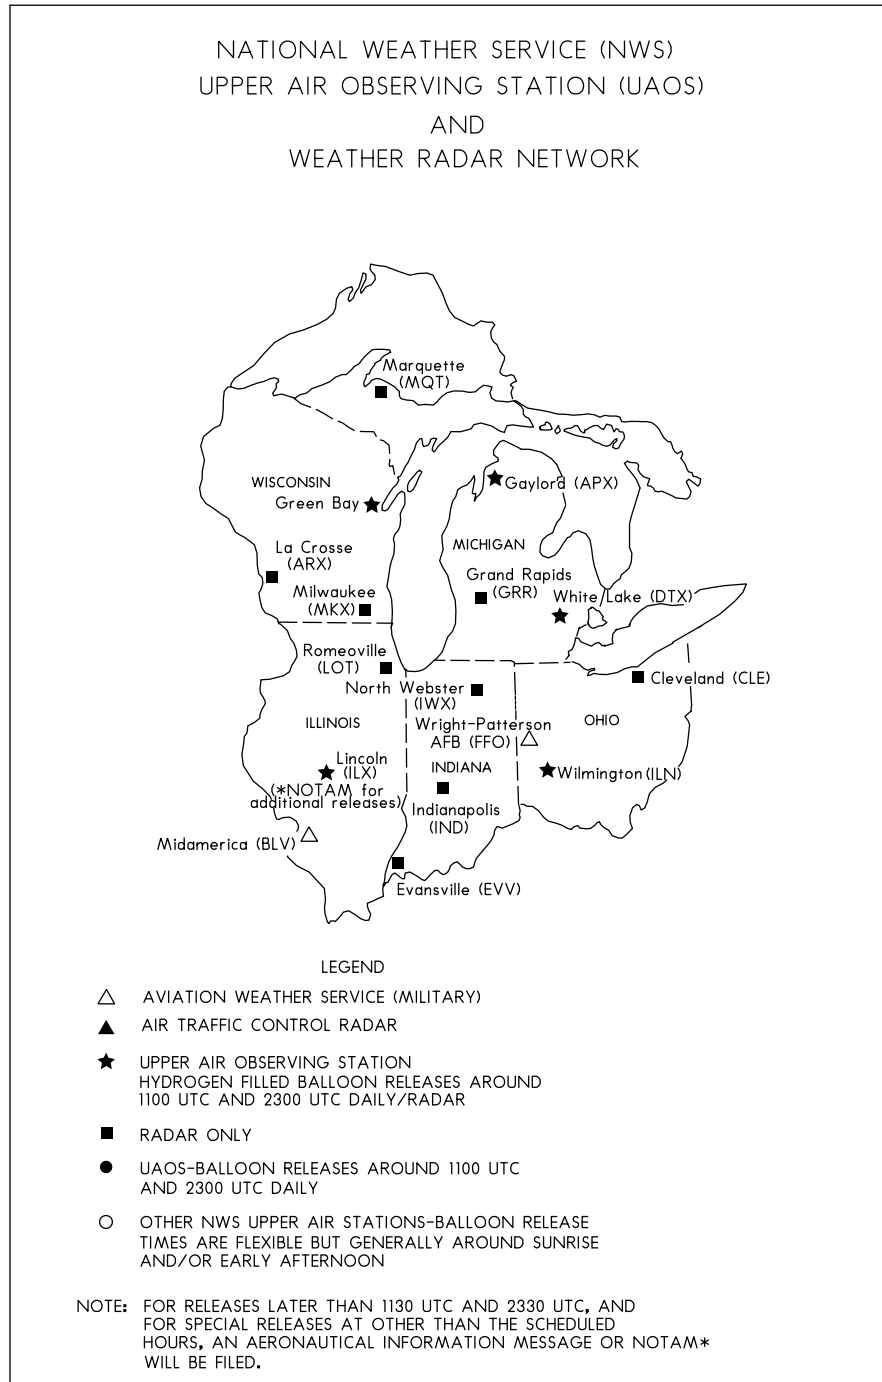 NATIONAL WEATHER SERVICE (NWS)
UPPER AIR OBSERVING STATION (UAOS)
AND
WEATHER RADAR NETWORK
Marquette
(MQT)
WISCONSIN
Green Bay
Gaylord (APX)
La Crosse
(ARX)
MICHIGAN
Milwaukee
(MKX)
Grand Rapids
(GRR)
White Lake (DTX)
Romeoville
(LOT)
North Webster
(IWX)
Cleveland (CLE)
ILLINOIS
Wright-Patterson
AFB (FFO)
OHIO
Lincoln
(ILX)
(*NOTAM for
additional releases)
INDIANA
Wilmington(ILN)
Indianapolis
(IND)
Midamerica (BLV)
Evansville (EVV)
LEGEND
AVIATION WEATHER SERVICE (MILITARY)
AIR TRAFFIC CONTROL RADAR
UPPER AIR OBSERVING STATION
HYDROGEN FILLED BALLOON RELEASES AROUND
1100 UTC AND 2300 UTC DAILY/RADAR
RADAR ONLY
UAOS-BALLOON RELEASES AROUND 1100 UTC
AND 2300 UTC DAILY
OTHER NWS UPPER AIR STATIONS-BALLOON RELEASE
TIMES ARE FLEXIBLE BUT GENERALLY AROUND SUNRISE
AND/OR EARLY AFTERNOON
NOTE: FOR RELEASES LATER THAN 1130 UTC AND 2330 UTC, AND
FOR SPECIAL RELEASES AT OTHER THAN THE SCHEDULED
HOURS, AN AERONAUTICAL INFORMATION MESSAGE OR NOTAM*
WILL BE FILED.